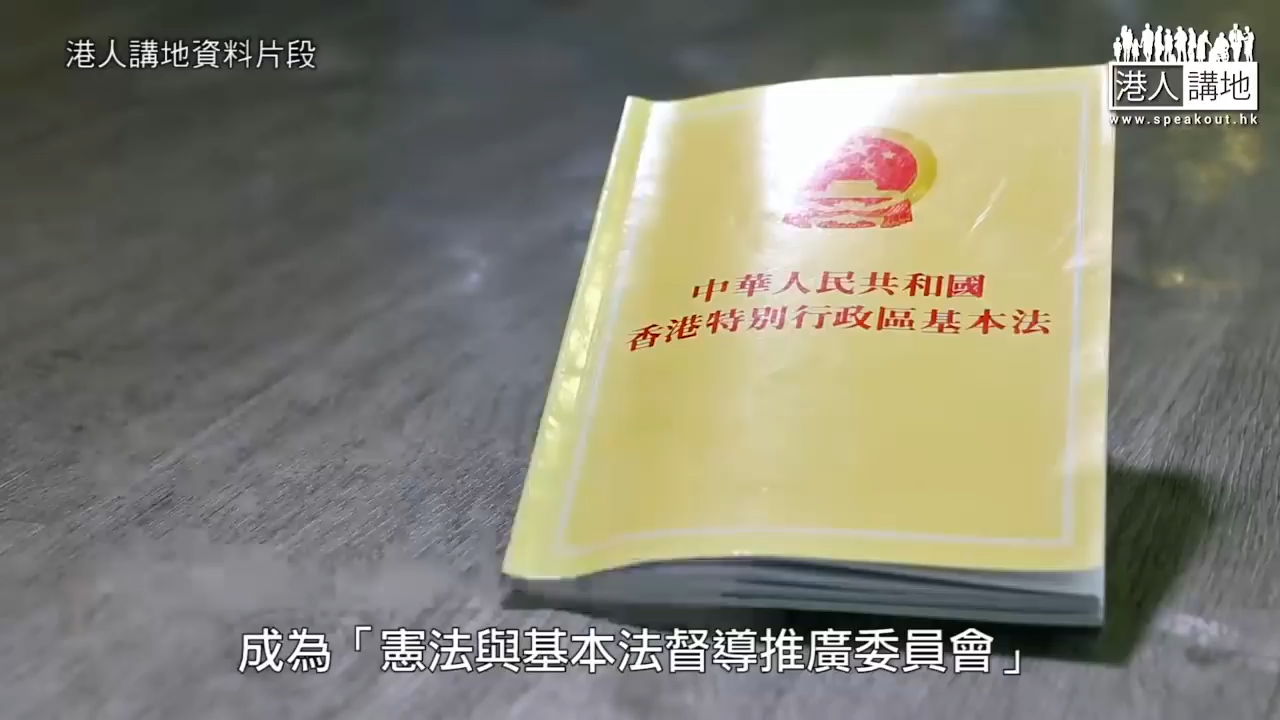 港人講地資料片段
港人講地
www.speakout.hk
中華人民共和國
香港特別行政區基本法
成為「憲法與基本法督導推廣委員會」